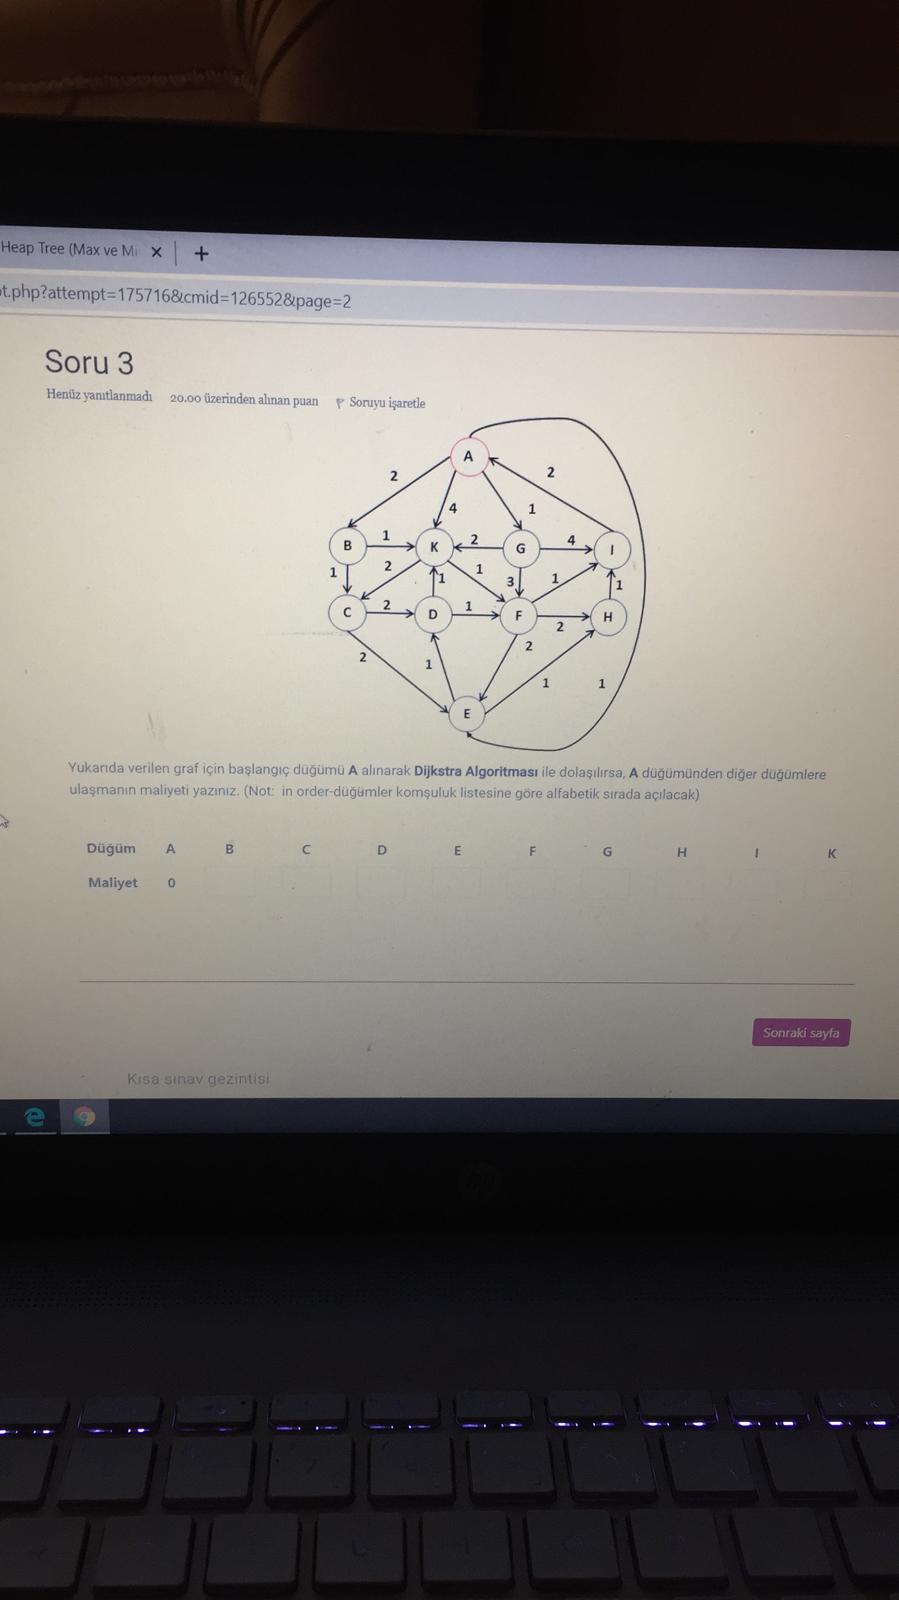 Heap Tree (Max ve Mi × +
ot.php?attempt=175716&cmid=126552&page=2
Soru 3
Henüz yanıtlanmadı 20.00 üzerinden alınan puan Soruyu işaretle
A
2 2
4 1
B 1 K 2 G 4 I
1 2 1 1 3 1 1
C 2 D 1 F 2 H
2 1 2
1 1
E
Yukarıda verilen graf için başlangıç düğümü A alınarak Dijkstra Algoritması ile dolaşılırsa, A düğümünden diğer düğümlere
ulaşmanın maliyeti yazınız. (Not: in order-düğümler komşuluk listesine göre alfabetik sırada açılacak)
Düğüm A B C D E F G H I K
Maliyet 0
Sonraki sayfa
Kısa sınav gezintisi
hp